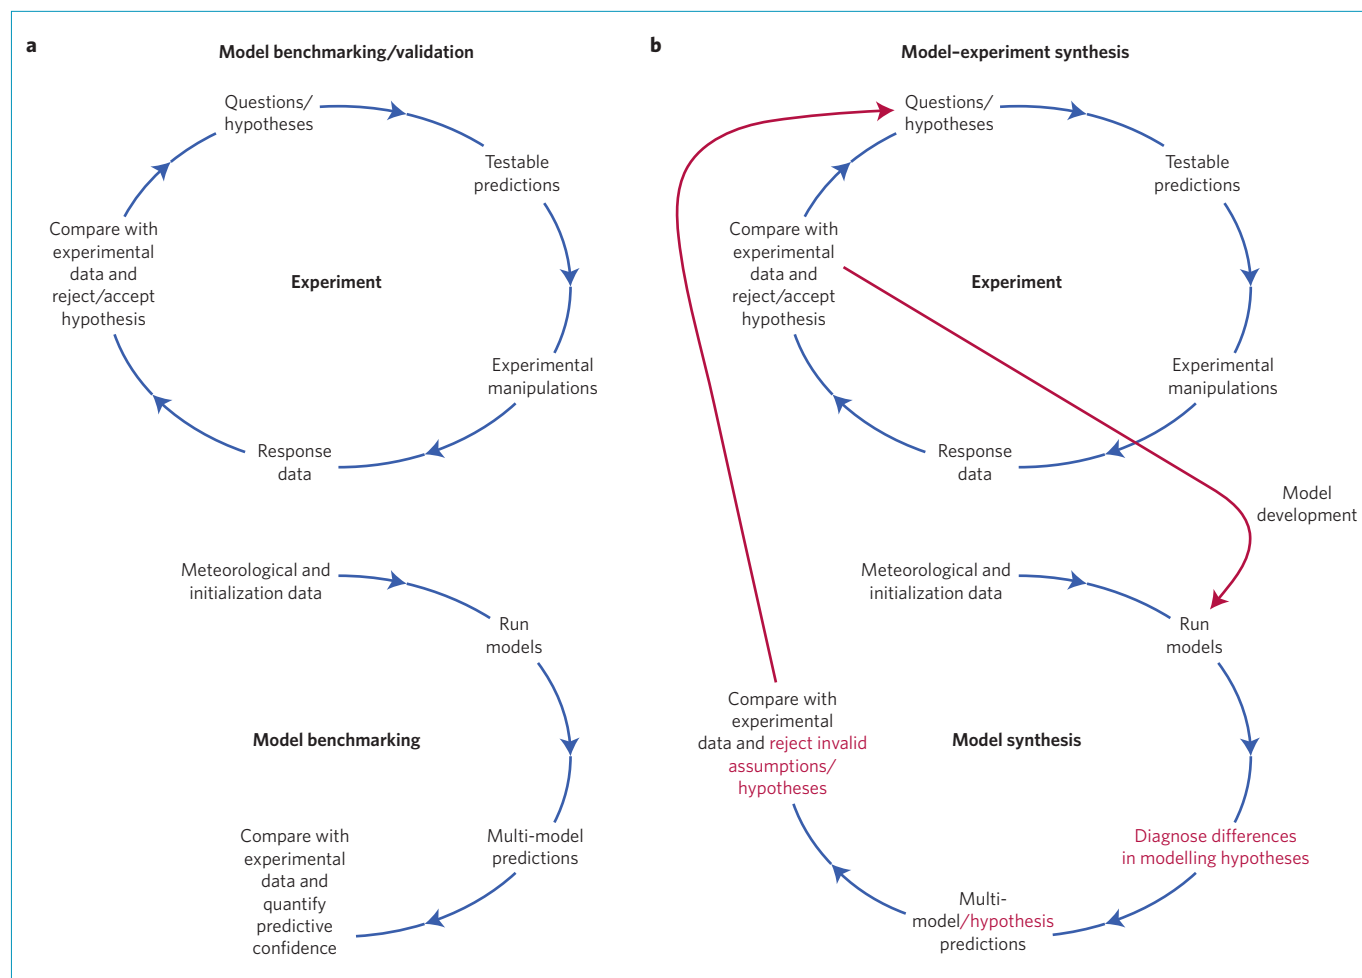 a
Model benchmarking/validation
Questions/
hypotheses
Testable
predictions
Compare with
experimental
data and
reject/accept
hypothesis
Experiment
Experimental
manipulations
Response
data
Meteorological and
initialization data
Run
models
Model benchmarking
Compare with
experimental
data and
quantify
predictive
confidence
Multi-model
predictions
b
Model–experiment synthesis
Questions/
hypotheses
Testable
predictions
Compare with
experimental
data and
reject/accept
hypothesis
Experiment
Experimental
manipulations
Response
data
Model
development
Meteorological and
initialization data
Run
models
Compare with
experimental
data and reject invalid
assumptions/
hypotheses
Model synthesis
Diagnose differences
in modelling hypotheses
Multi-
model/hypothesis
predictions